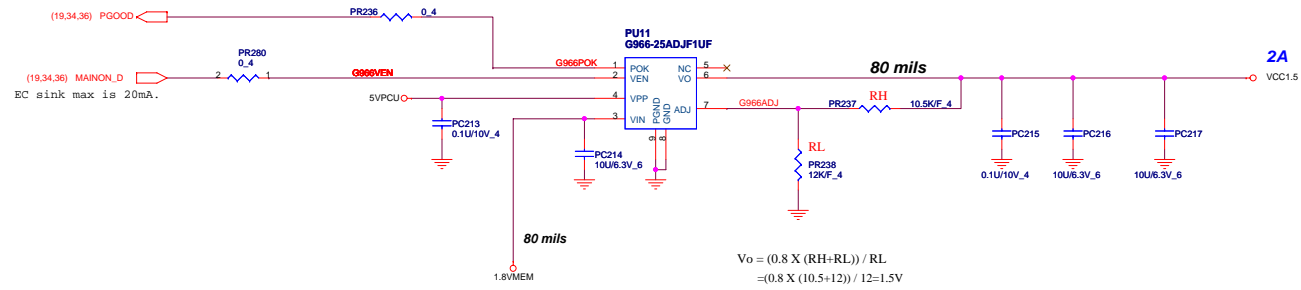 (19,34,36) PGOOD
PR236 0_4
PU11
G966-25ADJF1UF
PR280
0_4
G966POK
1 POK
NC 5
(19,34,36) MAINON_D
2 1
G966VEN
2 VEN
VO 6
80 mils
2A
VCC1.5
EC sink max is 20mA.
5VPCU
4 VPP
3 VIN
PGND
GND
9
8
ADJ 7
G966ADJ
PR237
RH
10.5K/F_4
PC213
0.1U/10V_4
PC214
10U/6.3V_6
RL
PR238
12K/F_4
PC215
0.1U/10V_4
PC216
10U/6.3V_6
PC217
10U/6.3V_6
80 mils
1.8VMEM
Vo = (0.8 X (RH+RL)) / RL
=(0.8 X (10.5+12)) / 12=1.5V